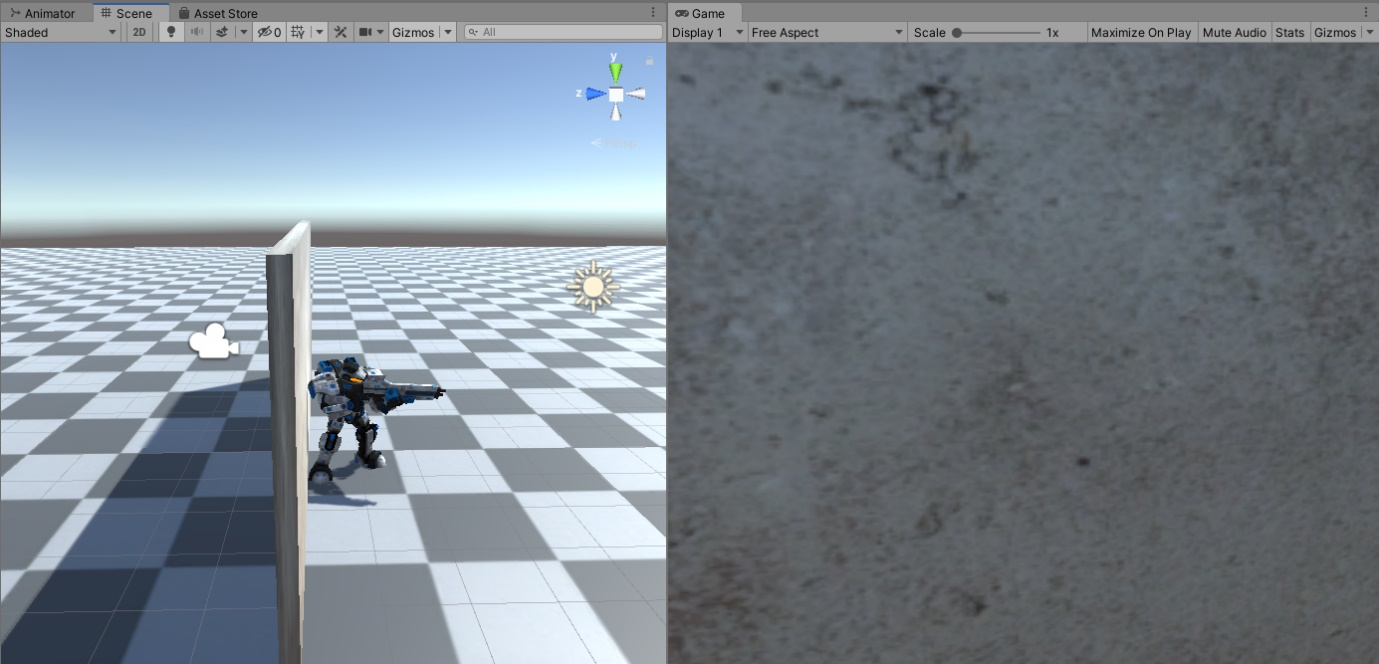 Animator Scene Asset Store Game
Shaded 2D 0 Gizmos All Display 1 Free Aspect Scale 1x Maximize On Play Mute Audio Stats Gizmos
y
z